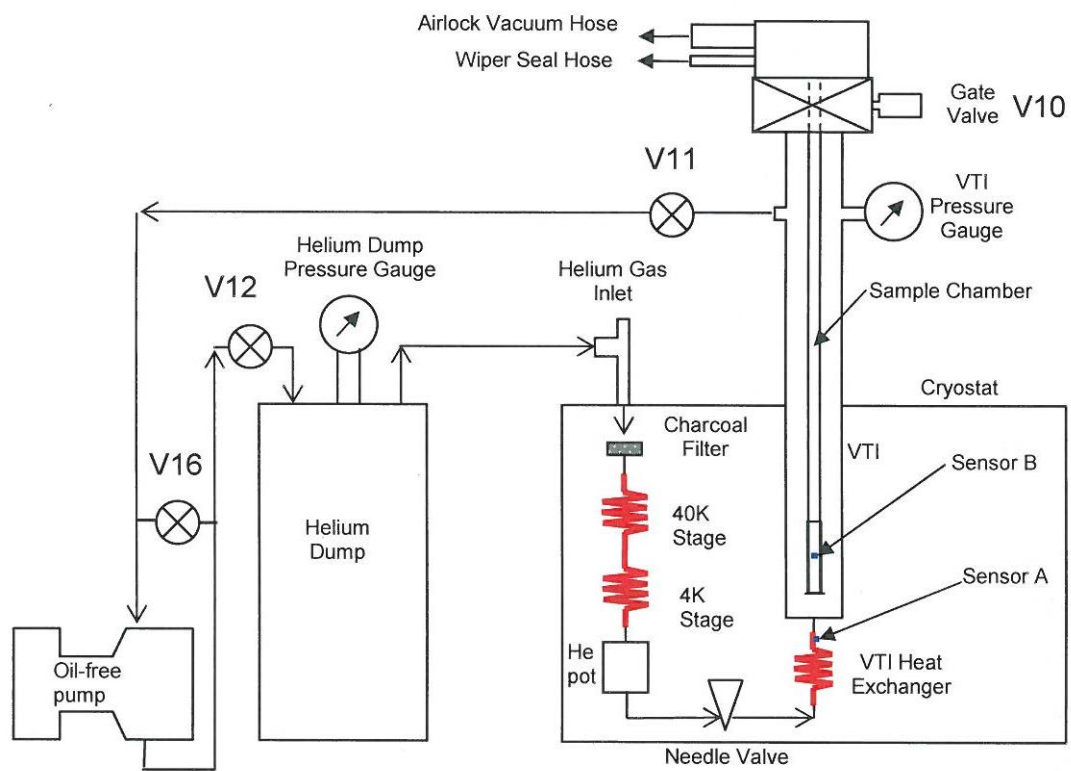 Airlock Vacuum Hose
Wiper Seal Hose
Gate
Valve
V10
V11
VTI
Pressure
Gauge
Helium Dump
Pressure Gauge
Helium Gas
Inlet
V12
Sample Chamber
Cryostat
Charcoal
Filter
VTI
Sensor B
V16
40K
Stage
Helium
Dump
Sensor A
4K
Stage
He
pot
VTI Heat
Exchanger
Oil-free
pump
Needle Valve